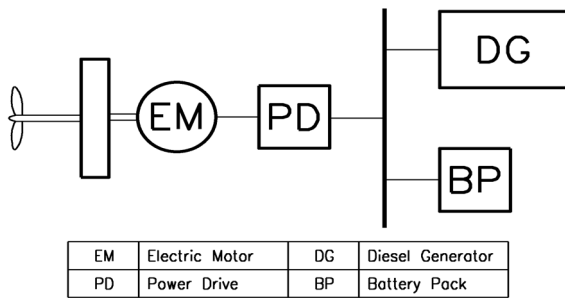 DG
EM
PD
BP
EM Electric Motor DG Diesel Generator
PD Power Drive BP Battery Pack